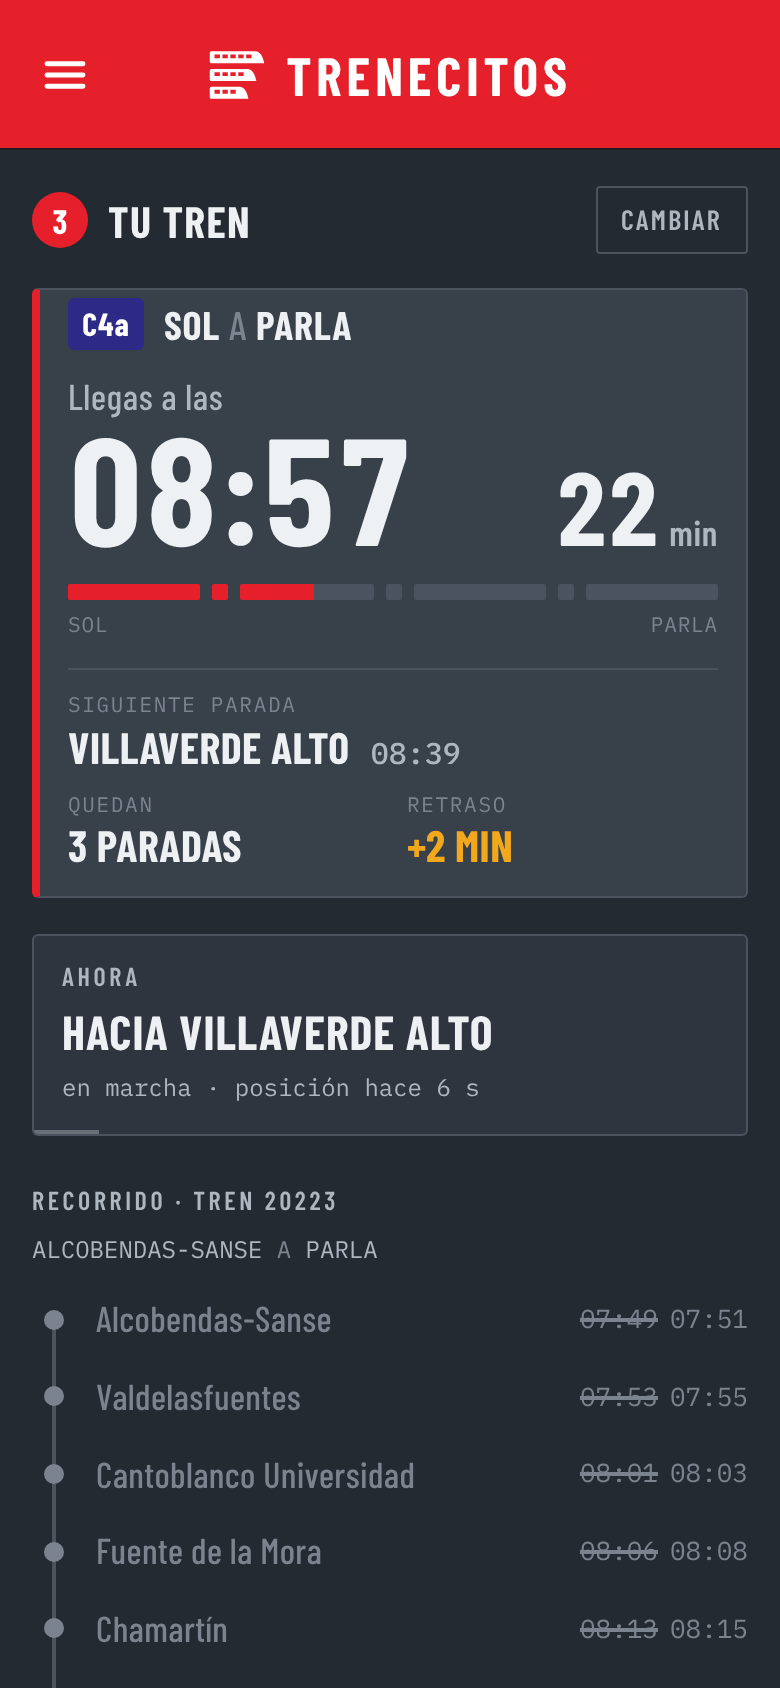 TRENECITOS
3 TU TREN CAMBIAR
C4a SOL A PARLA
Llegas a las
08:57 22 min
SOL PARLA
SIGUIENTE PARADA
VILLAVERDE ALTO 08:39
QUEDAN RETRASO
3 PARADAS +2 MIN
AHORA
HACIA VILLAVERDE ALTO
en marcha · posición hace 6 s
RECORRIDO · TREN 20223
ALCOBENDAS-SANSE A PARLA
Alcobendas-Sanse 07:49 07:51
Valdelasfuentes 07:53 07:55
Cantoblanco Universidad 08:01 08:03
Fuente de la Mora 08:06 08:08
Chamartín 08:13 08:15